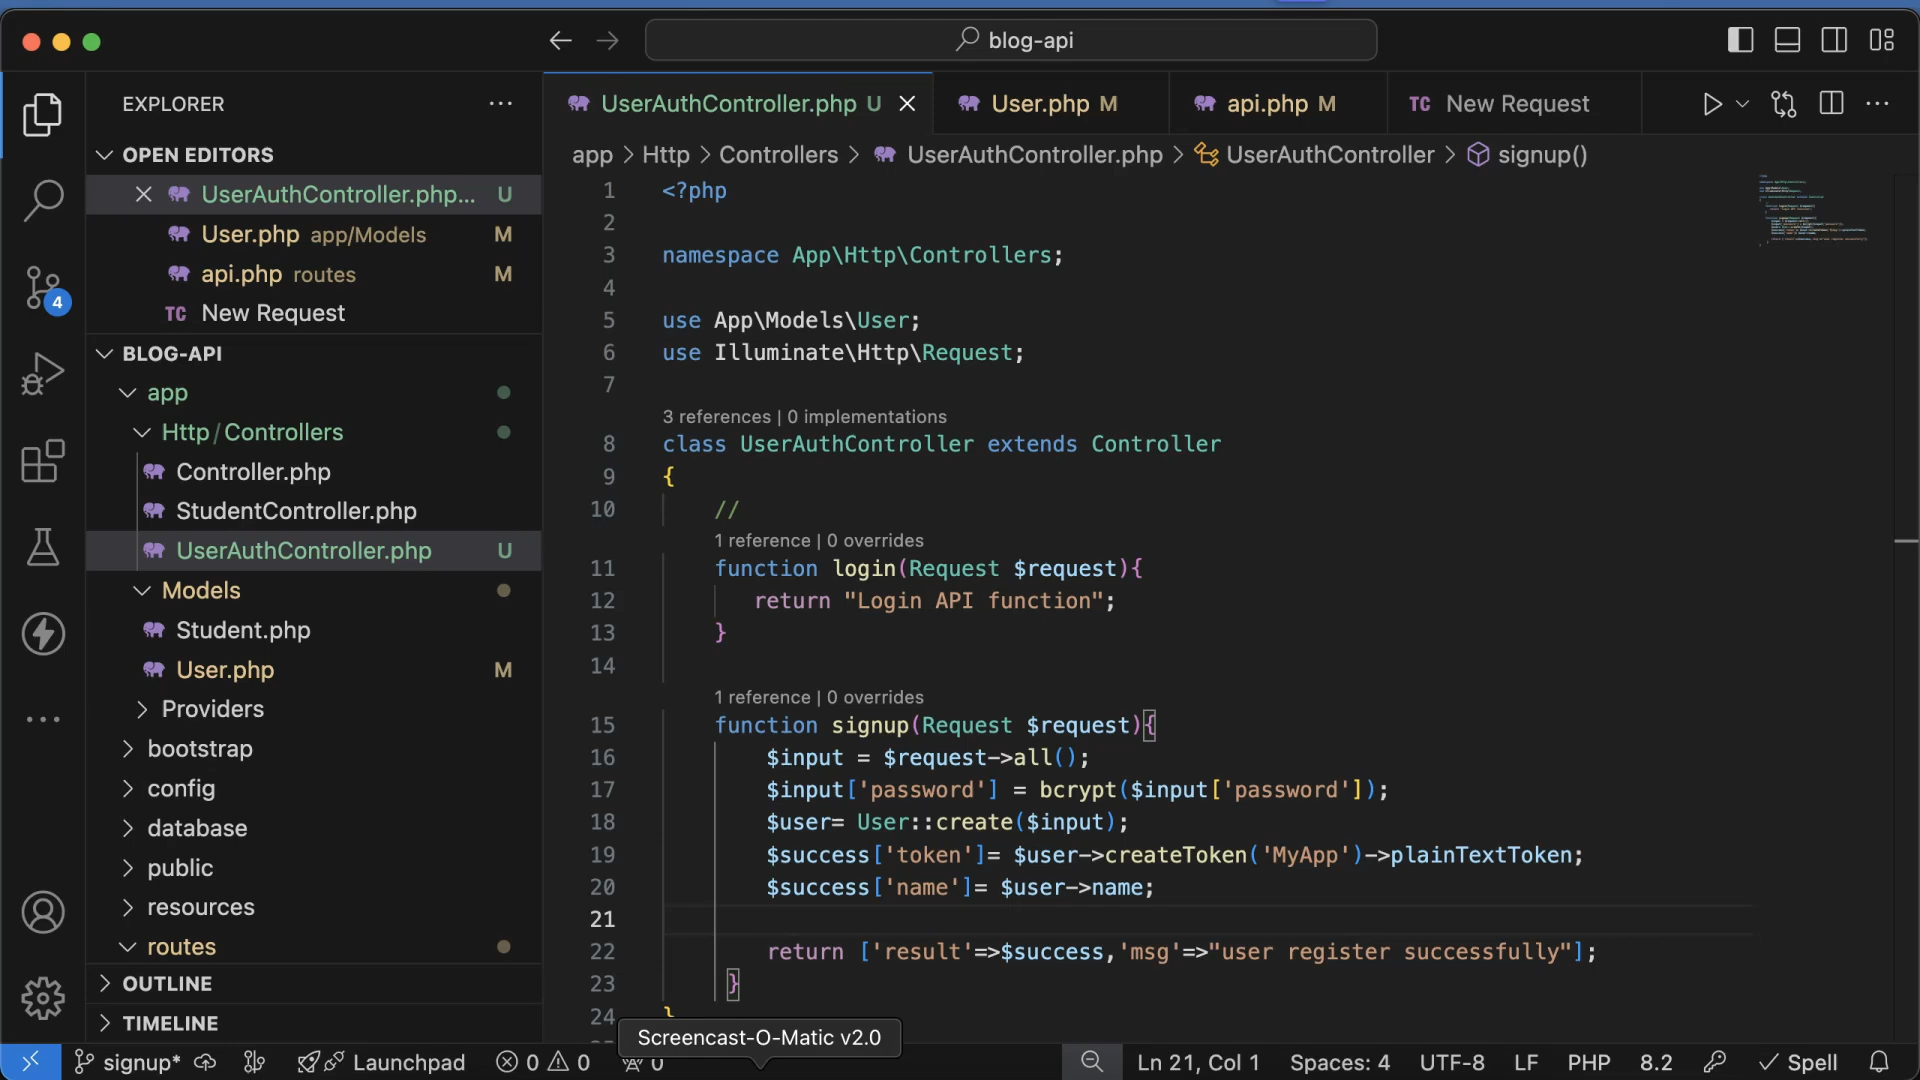 blog-api
EXPLORER
OPEN EDITORS
UserAuthController.php... U
User.php app/Models M
api.php routes M
TC New Request
BLOG-API
app
Http/Controllers
Controller.php
StudentController.php
UserAuthController.php U
Models
Student.php
User.php M
Providers
bootstrap
config
database
public
resources
routes
OUTLINE
TIMELINE
4
UserAuthController.php U
User.php M
api.php M
TC New Request
app > Http > Controllers > UserAuthController.php > UserAuthController > signup()
1 <?php
2
3 namespace App\Http\Controllers;
4
5 use App\Models\User;
6 use Illuminate\Http\Request;
7
3 references | 0 implementations
8 class UserAuthController extends Controller
9 {
10 //
1 reference | 0 overrides
11 function login(Request $request){
12 return "Login API function";
13 }
14
1 reference | 0 overrides
15 function signup(Request $request){
16 $input = $request->all();
17 $input['password'] = bcrypt($input['password']);
18 $user= User::create($input);
19 $success['token']= $user->createToken('MyApp')->plainTextToken;
20 $success['name']= $user->name;
21
22 return ['result'=>$success,'msg'=>"user register successfully"];
23 }
24 }
Screencast-O-Matic v2.0
signup* Launchpad 0 0 0 Ln 21, Col 1 Spaces: 4 UTF-8 LF PHP 8.2 Spell